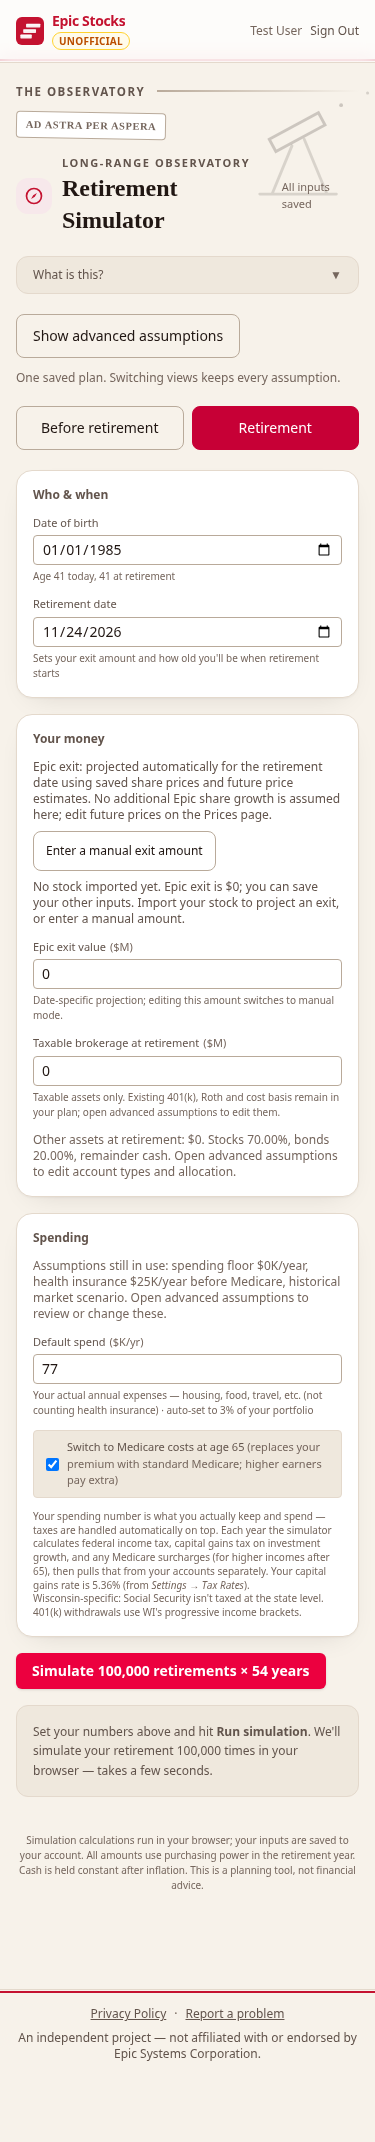 Epic Stocks
UNOFFICIAL
Test User
Sign Out
THE OBSERVATORY
AD ASTRA PER ASPERA
LONG-RANGE OBSERVATORY
Retirement
Simulator
All inputs
saved
What is this?
▼
Show advanced assumptions
One saved plan. Switching views keeps every assumption.
Before retirement
Retirement
Who & when
Date of birth
01/01/1985
Age 41 today, 41 at retirement
Retirement date
11/24/2026
Sets your exit amount and how old you'll be when retirement
starts
Your money
Epic exit: projected automatically for the retirement
date using saved share prices and future price
estimates. No additional Epic share growth is assumed
here; edit future prices on the Prices page.
Enter a manual exit amount
No stock imported yet. Epic exit is $0; you can save
your other inputs. Import your stock to project an exit,
or enter a manual amount.
Epic exit value ($M)
0
Date-specific projection; editing this amount switches to manual
mode.
Taxable brokerage at retirement ($M)
0
Taxable assets only. Existing 401(k), Roth and cost basis remain in
your plan; open advanced assumptions to edit them.
Other assets at retirement: $0. Stocks 70.00%, bonds
20.00%, remainder cash. Open advanced assumptions
to edit account types and allocation.
Spending
Assumptions still in use: spending floor $0K/year,
health insurance $25K/year before Medicare, historical
market scenario. Open advanced assumptions to
review or change these.
Default spend ($K/yr)
77
Your actual annual expenses — housing, food, travel, etc. (not
counting health insurance) · auto-set to 3% of your portfolio
Switch to Medicare costs at age 65 (replaces your
premium with standard Medicare; higher earners
pay extra)
Your spending number is what you actually keep and spend —
taxes are handled automatically on top. Each year the simulator
calculates federal income tax, capital gains tax on investment
growth, and any Medicare surcharges (for higher incomes after
65), then pulls that from your accounts separately. Your capital
gains rate is 5.36% (from Settings → Tax Rates).
Wisconsin-specific: Social Security isn't taxed at the state level.
401(k) withdrawals use WI's progressive income brackets.
Simulate 100,000 retirements × 54 years
Set your numbers above and hit Run simulation. We'll
simulate your retirement 100,000 times in your
browser — takes a few seconds.
Simulation calculations run in your browser; your inputs are saved to
your account. All amounts use purchasing power in the retirement year.
Cash is held constant after inflation. This is a planning tool, not financial
advice.
Privacy Policy · Report a problem
An independent project — not affiliated with or endorsed by
Epic Systems Corporation.